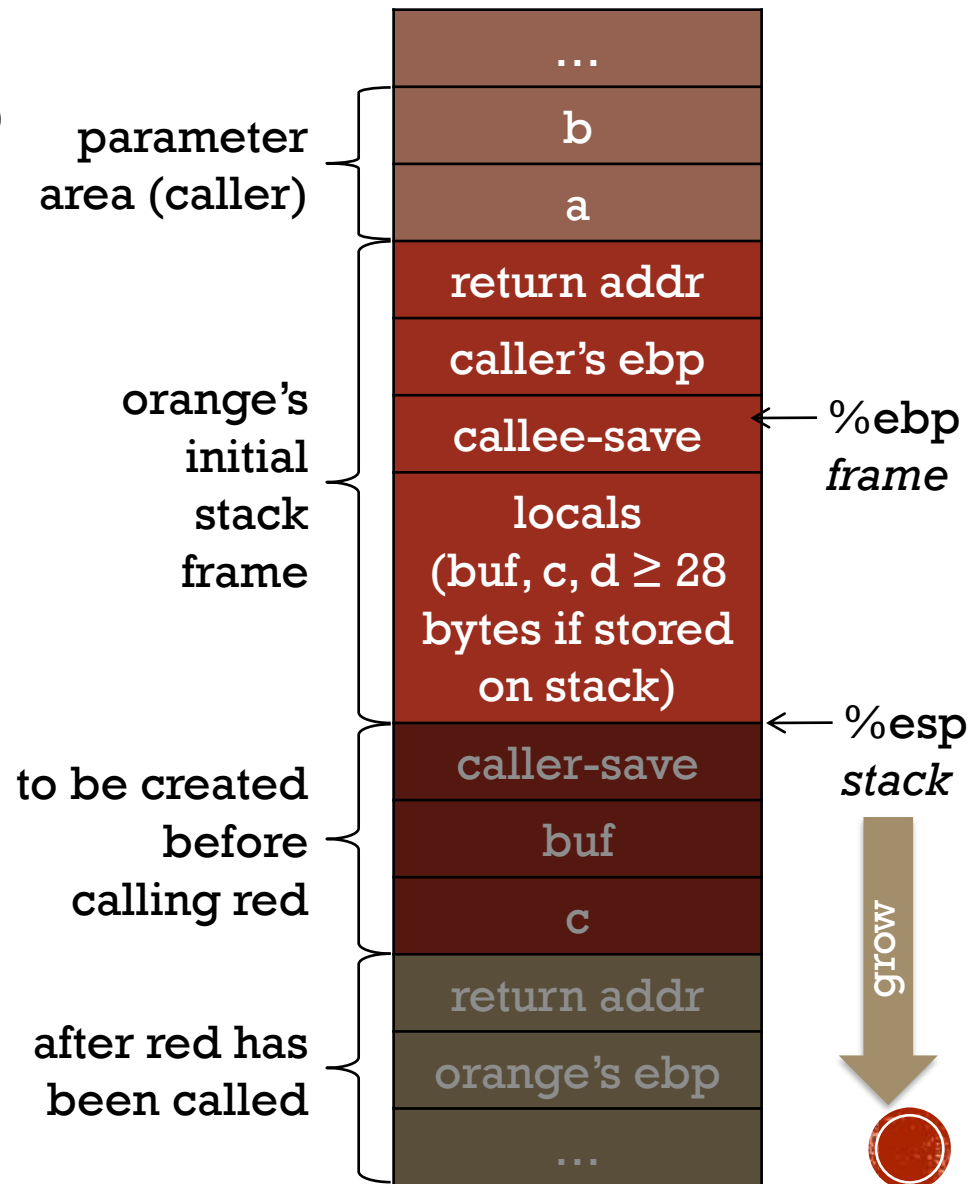 …
parameter
area (caller)
b
a
orange's
initial
stack
frame
return addr
caller's ebp
callee-save
locals
(buf, c, d ≥ 28
bytes if stored
on stack)
%ebp
frame
%esp
stack
to be created
before
calling red
caller-save
buf
c
grow
after red has
been called
return addr
orange's ebp
…